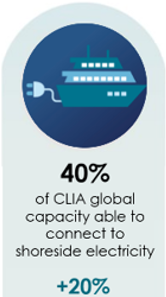 40%
of CLIA global
capacity able to
connect to
shoreside electricity
+20%